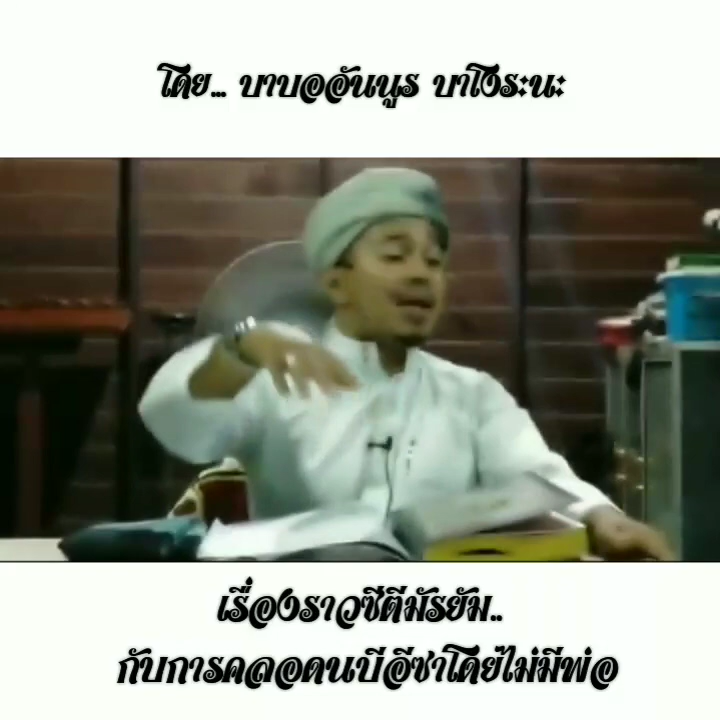 โดย... บาบออันนูร บาโงระนะ
เรื่องราวซีตีมัรยัม..
กับการคลอดนบีอีซาโดยไม่มีพ่อ